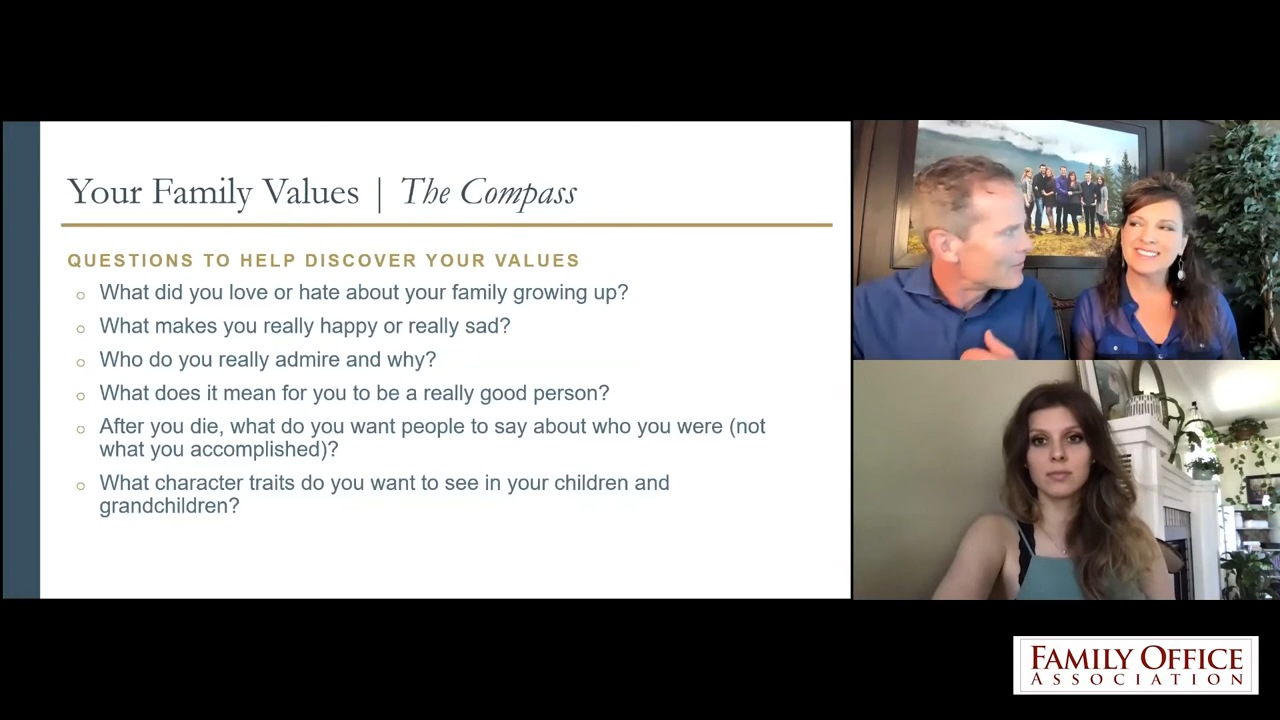 Your Family Values | The Compass
QUESTIONS TO HELP DISCOVER YOUR VALUES
What did you love or hate about your family growing up?
What makes you really happy or really sad?
Who do you really admire and why?
What does it mean for you to be a really good person?
After you die, what do you want people to say about who you were (not
what you accomplished)?
What character traits do you want to see in your children and
grandchildren?
FAMILY OFFICE
ASSOCIATION